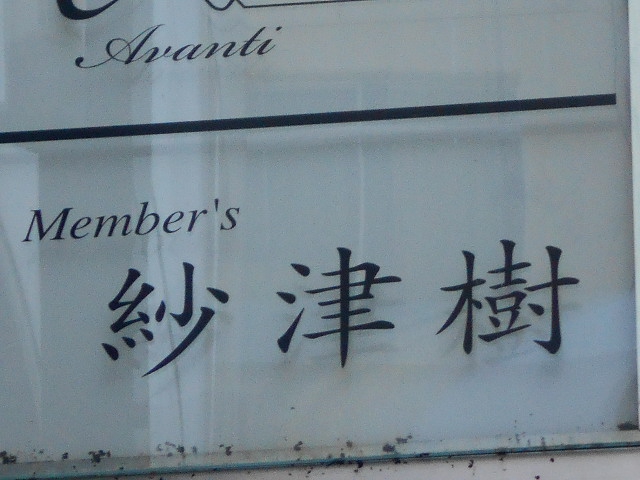 Avanti
Member's
紗津樹